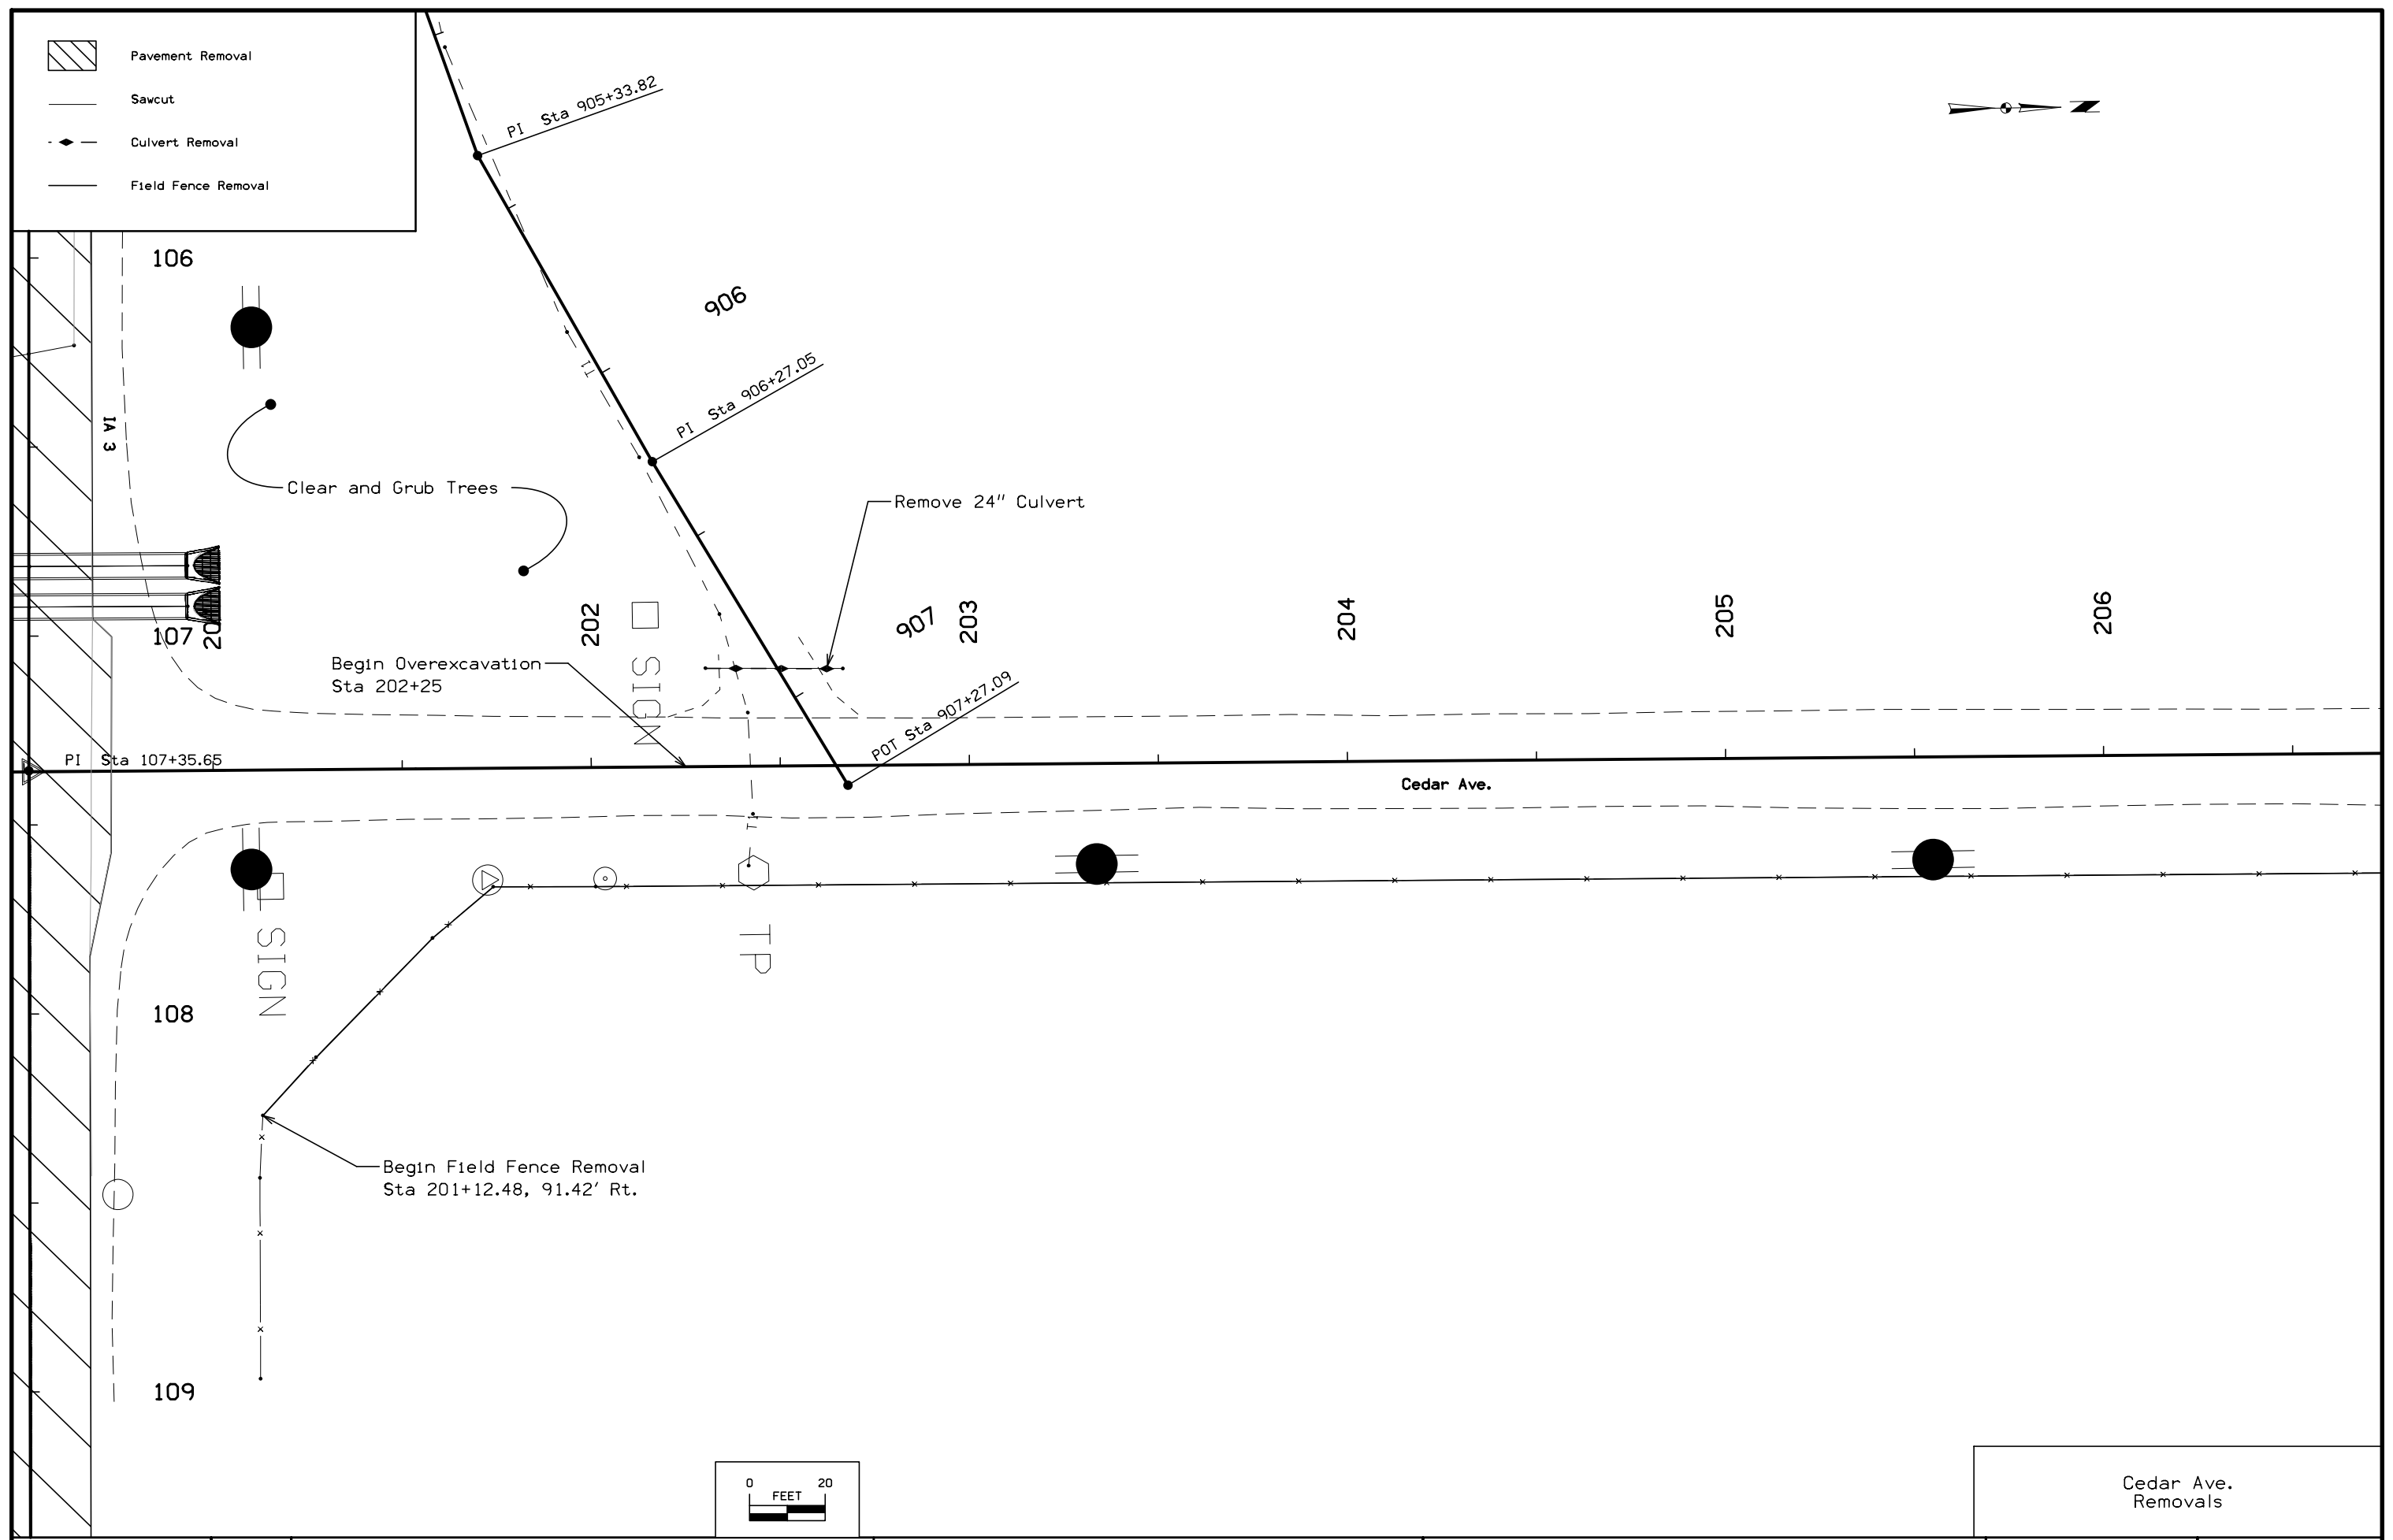 Pavement Removal
Sawcut
Culvert Removal
Field Fence Removal
PI Sta 905+33.82
106
906
IA 3
PI Sta 906+27.05
Clear and Grub Trees
Remove 24" Culvert
107
202
907
203
204
205
206
Begin Overexcavation
Sta 202+25
SIGN
POT Sta 907+27.09
PI Sta 107+35.65
Cedar Ave.
SIGN
TP
108
Begin Field Fence Removal
Sta 201+12.48, 91.42' Rt.
109
0 20
FEET
Cedar Ave.
Removals